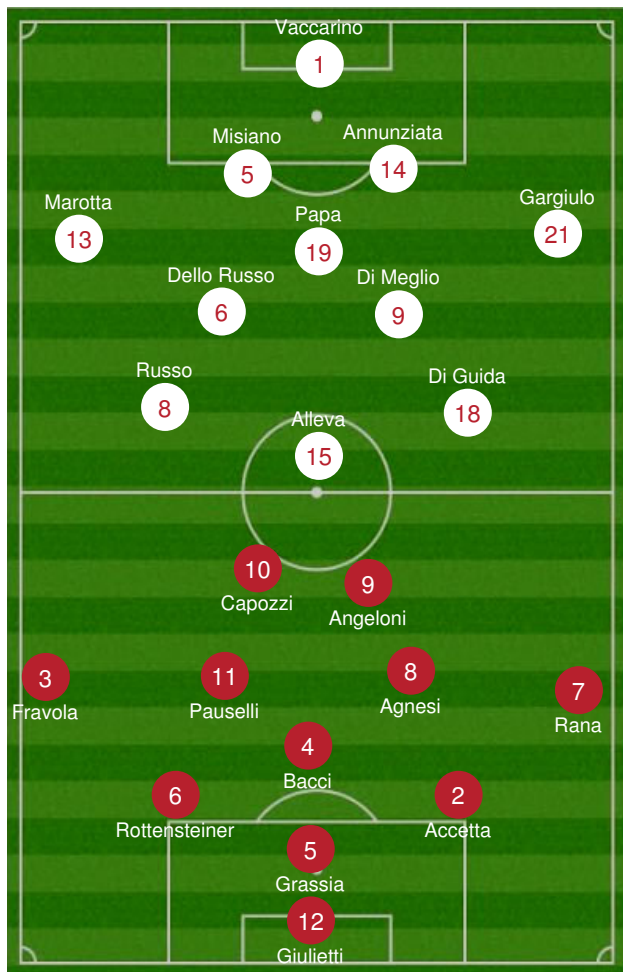 Vaccarino
1
Misiano
5
Annunziata
14
Marotta
13
Papa
19
Gargiulo
21
Dello Russo
6
Di Meglio
9
Russo
8
Di Guida
18
Alleva
15
10
Capozzi
9
Angeloni
3
Fravola
11
Pauselli
8
Agnesi
7
Rana
4
Bacci
6
Rottensteiner
2
Accetta
5
Grassia
12
Giulietti